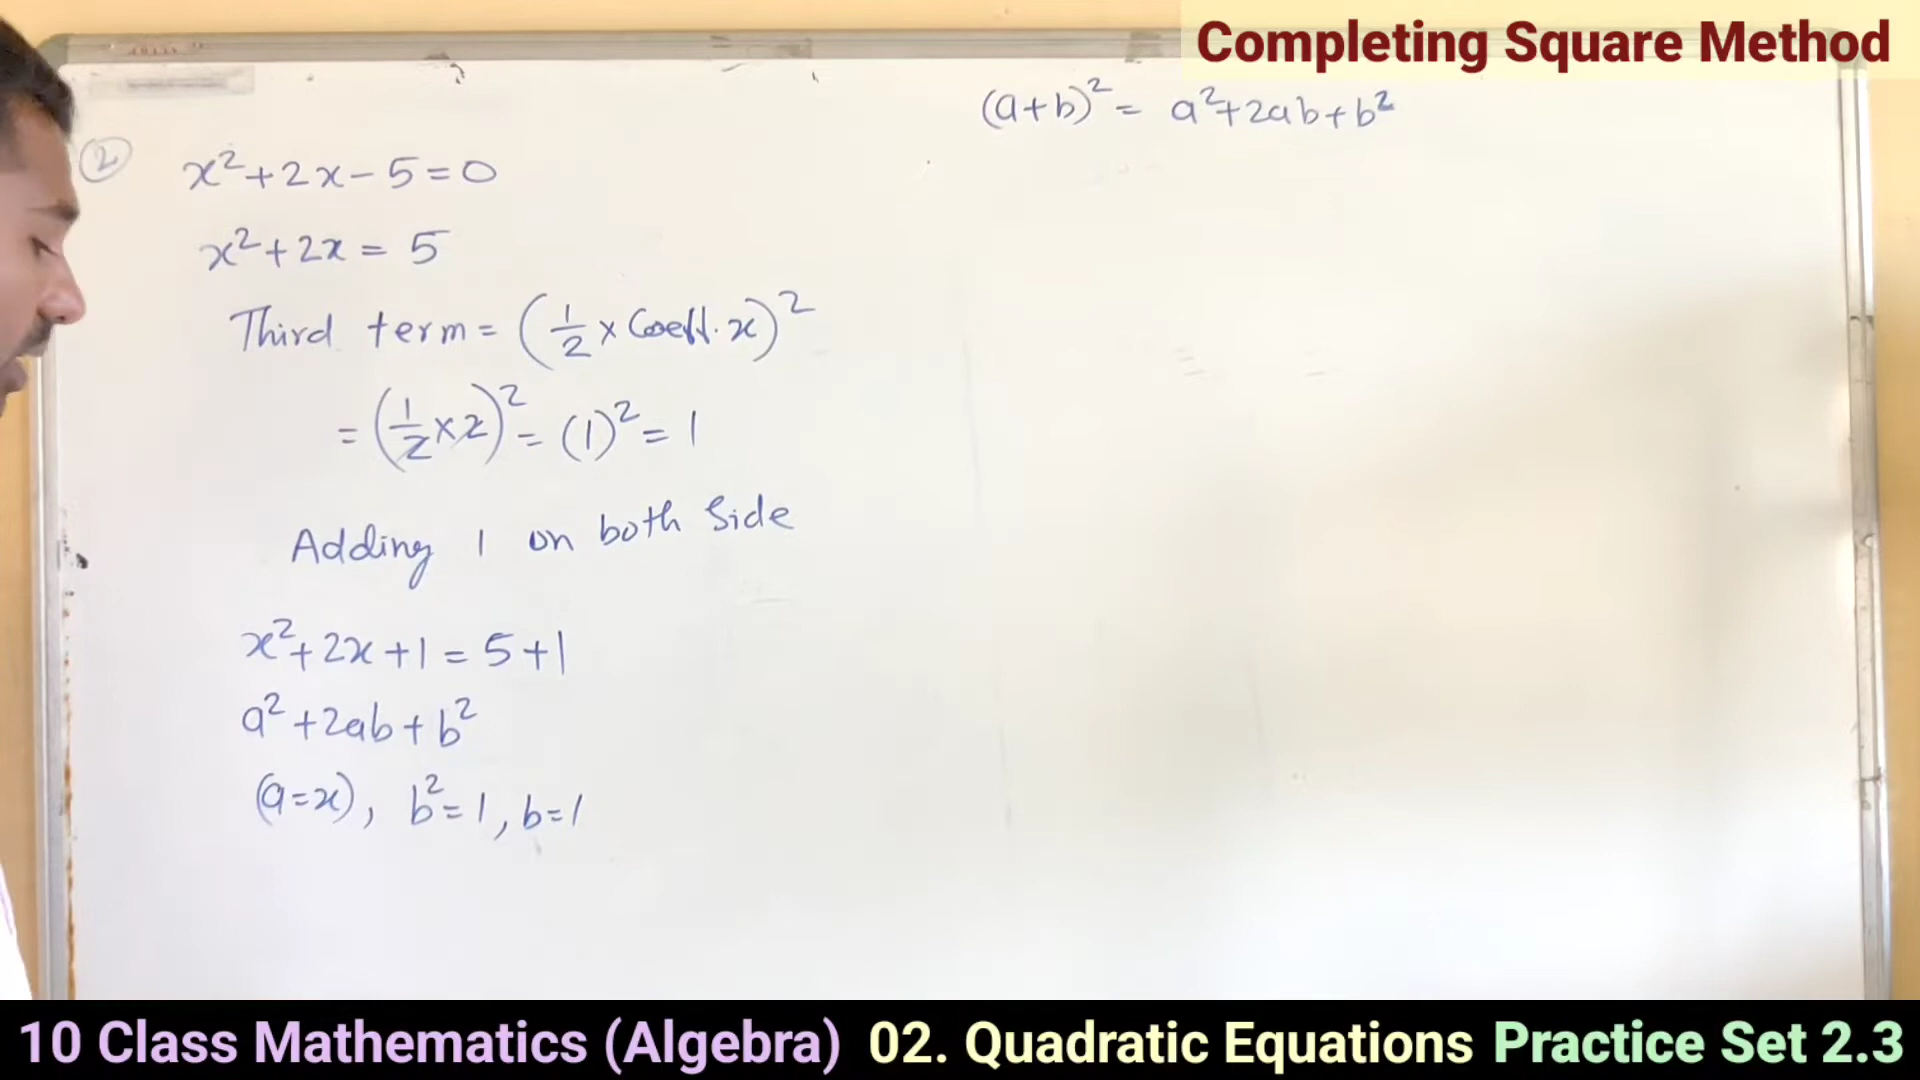 Completing Square Method
(a+b)² = a²+2ab+b²
2 x²+2x-5=0
x²+2x = 5
Third term = (1/2 × Coeff. x)²
= (1/2 × 2)² = (1)² = 1
Adding 1 on both Side
x²+2x+1 = 5+1
a²+2ab+b²
(a=x), b²=1, b=1
10 Class Mathematics (Algebra) 02. Quadratic Equations Practice Set 2.3